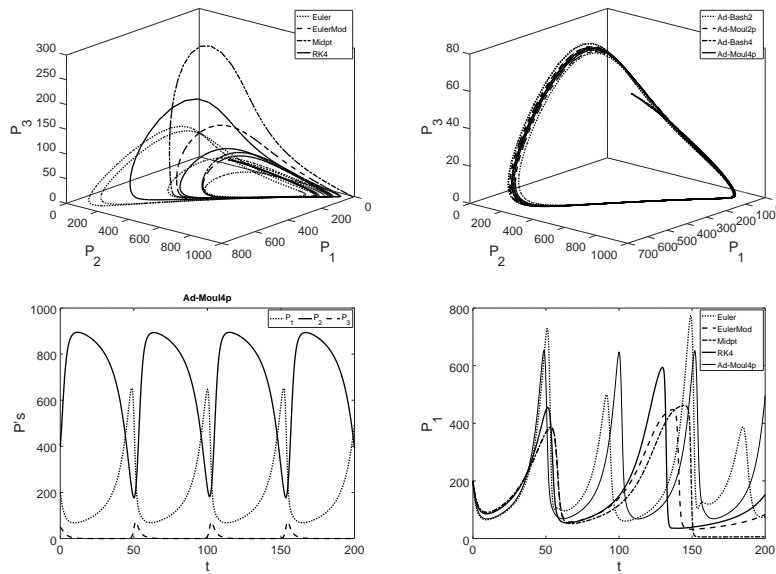 Euler
EulerMod
Midpt
RK4
300
250
200
150
100
50
0
P3
0
200
400
600
800
1000
P2
800
600
400
200
0
P1
Ad-Bash2
Ad-Moul2p
Ad-Bash4
Ad-Moul4p
80
60
40
20
0
P3
0
200
400
600
800
1000
P2
700
600
500
400
300
200
100
P1
Ad-Moul4p
P1 P2 P3
1000
800
600
400
200
0
P's
0 50 100 150 200
t
Euler
EulerMod
Midpt
RK4
Ad-Moul4p
800
600
400
200
0
P1
0 50 100 150 200
t